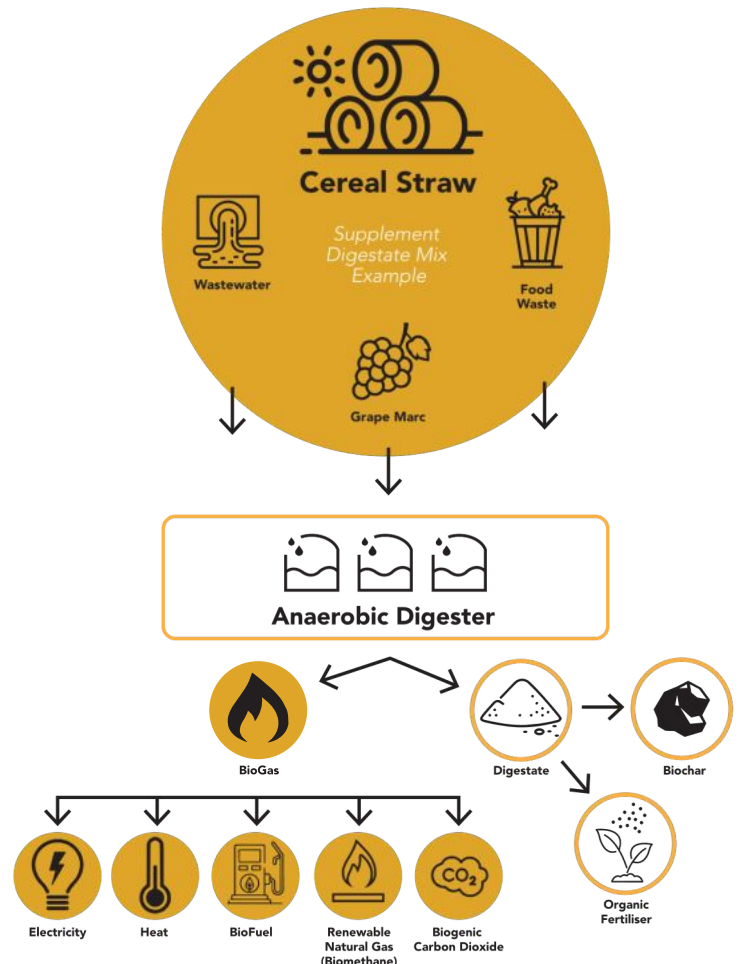 Cereal Straw
Supplement
Digestate Mix
Example
Wastewater
Food
Waste
Grape Marc
Anaerobic Digester
BioGas
Digestate
Biochar
Organic
Fertiliser
Electricity
Heat
BioFuel
Renewable
Natural Gas
(Biomethane)
Biogenic
Carbon Dioxide
CO2